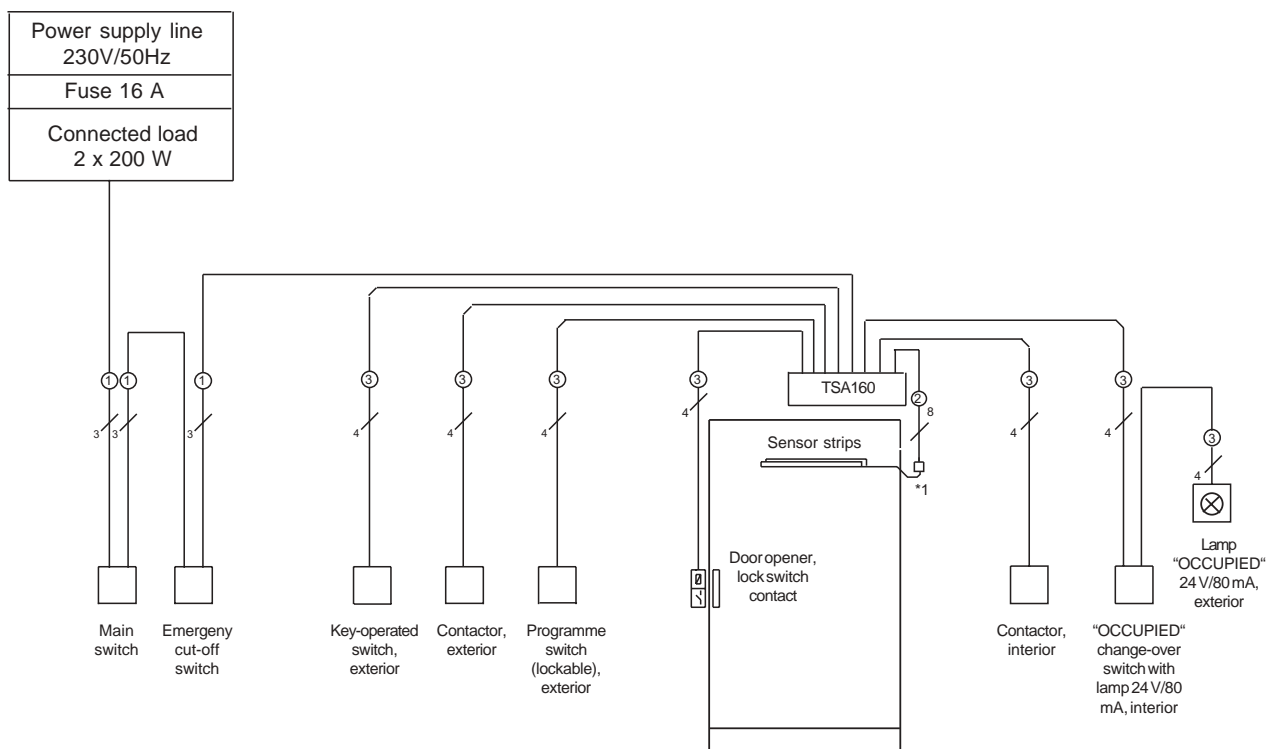 Power supply line
230V/50Hz
Fuse 16 A
Connected load
2 x 200 W
TSA160
1
1
1
3
3
3
3
2
3
3
3
3
3
3
4
4
4
4
8
4
4
4
Sensor strips
*1
Door opener,
lock switch
contact
Main
switch
Emergeny
cut-off
switch
Key-operated
switch,
exterior
Contactor,
exterior
Programme
switch
(lockable),
exterior
Contactor,
interior
"OCCUPIED"
change-over
switch with
lamp 24 V/80
mA, interior
Lamp
"OCCUPIED"
24 V/80 mA,
exterior